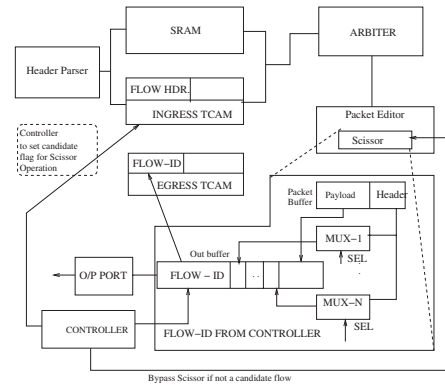 SRAM
ARBITER
Header Parser
FLOW HDR.
INGRESS TCAM
Packet Editor
Scissor
Controller
to set candidate
flag for Scissor
Operation
FLOW-ID
EGRESS TCAM
Packet
Buffer
Payload
Header
MUX-1
SEL
Out buffer
O/P PORT
FLOW - ID
. .
MUX-N
SEL
CONTROLLER
FLOW-ID FROM CONTROLLER
Bypass Scissor if not a candidate flow